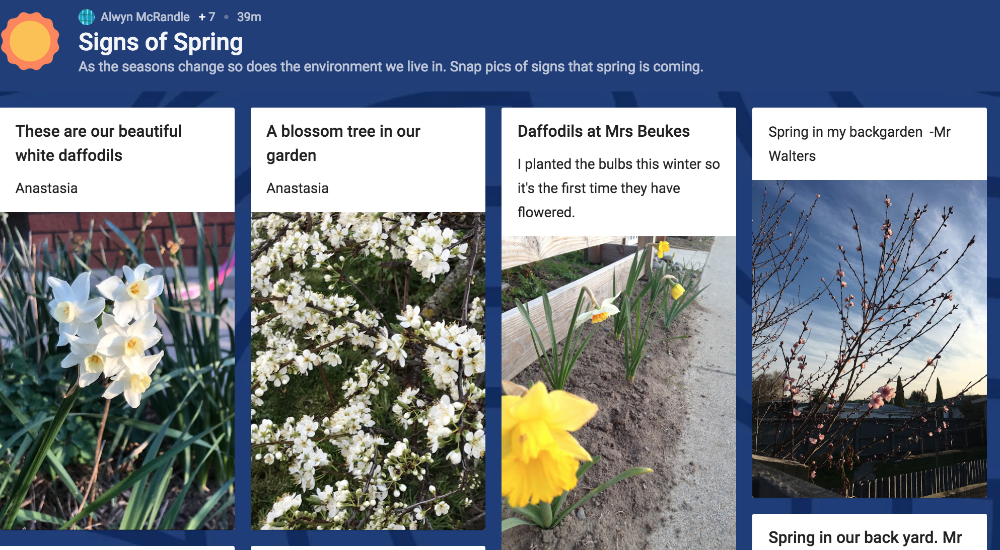 Alwyn McRandle +7 • 39m
Signs of Spring
As the seasons change so does the environment we live in. Snap pics of signs that spring is coming.
These are our beautiful
white daffodils
Anastasia
A blossom tree in our
garden
Anastasia
Daffodils at Mrs Beukes
I planted the bulbs this winter so
it's the first time they have
flowered.
Spring in my backgarden  -Mr
Walters
Spring in our back yard. Mr